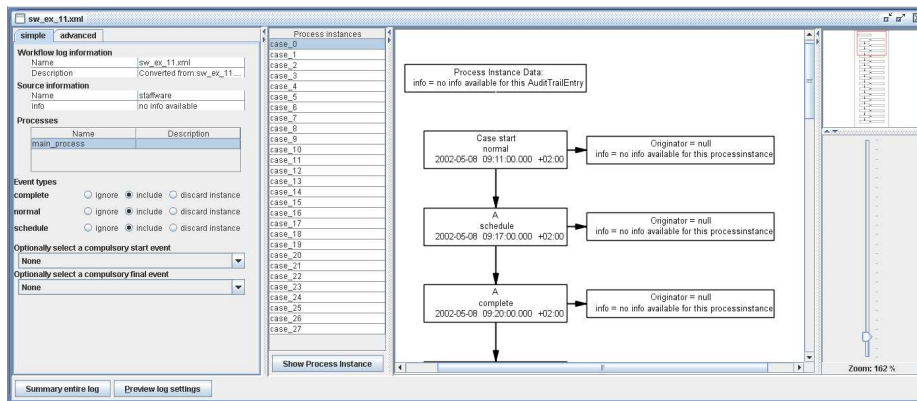 sw_ex_11.xml
simple advanced
Workflow log information
Name sw_ex_11.xml
Description Converted from:sw_ex_11 ...
Source information
Name staffware
Info no info available
Processes
Name Description
main_process
Event types
complete ignore include discard instance
normal ignore include discard instance
schedule ignore include discard instance
Optionally select a compulsory start event
None
Optionally select a compulsory final event
None
Process instances
case_0
case_1
case_2
case_3
case_4
case_5
case_6
case_7
case_8
case_9
case_10
case_11
case_12
case_13
case_14
case_15
case_16
case_17
case_18
case_19
case_20
case_21
case_22
case_23
case_24
case_25
case_26
case_27
Show Process Instance
Process Instance Data:
info = no info available for this AuditTrailEntry
Case start
normal
2002-05-08 09:11:00.000 +02:00
Originator = null
info = no info available for this processinstance
A
schedule
2002-05-08 09:17:00.000 +02:00
Originator = null
info = no info available for this processinstance
A
complete
2002-05-08 09:20:00.000 +02:00
Originator = null
info = no info available for this processinstance
Zoom: 162 %
Summary entire log Preview log settings